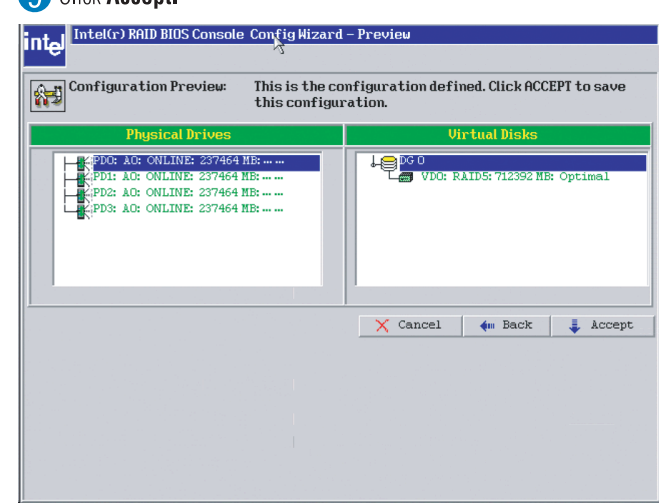 5 Click Accept.
intel Intel(r) RAID BIOS Console Config Wizard – Preview
Configuration Preview: This is the configuration defined. Click ACCEPT to save
this configuration.
Physical Drives Virtual Disks
PD0: A0: ONLINE: 237464 MB: ... ... DG 0
PD1: A0: ONLINE: 237464 MB: ... ... VD0: RAID5: 712392 MB: Optimal
PD2: A0: ONLINE: 237464 MB: ... ...
PD3: A0: ONLINE: 237464 MB: ... ...
Cancel Back Accept